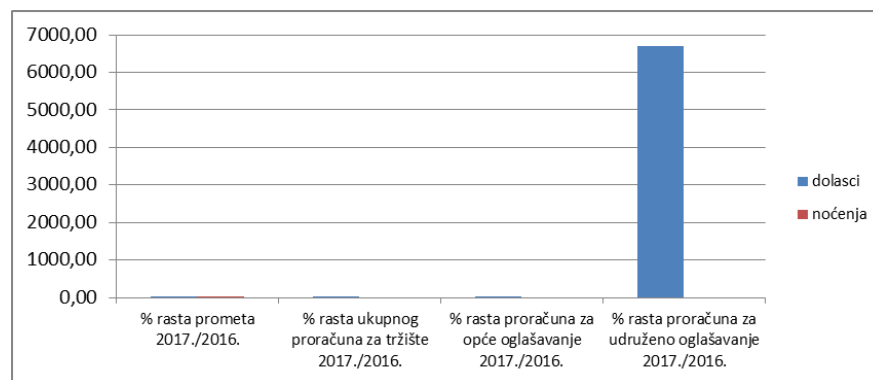 7000,00
6000,00
5000,00
4000,00
3000,00
2000,00
1000,00
0,00
% rasta prometa
2017./2016.
% rasta ukupnog
proračuna za tržište
2017./2016.
% rasta proračuna za
opće oglašavanje
2017./2016.
% rasta proračuna za
udruženo oglašavanje
2017./2016.
dolasci
noćenja